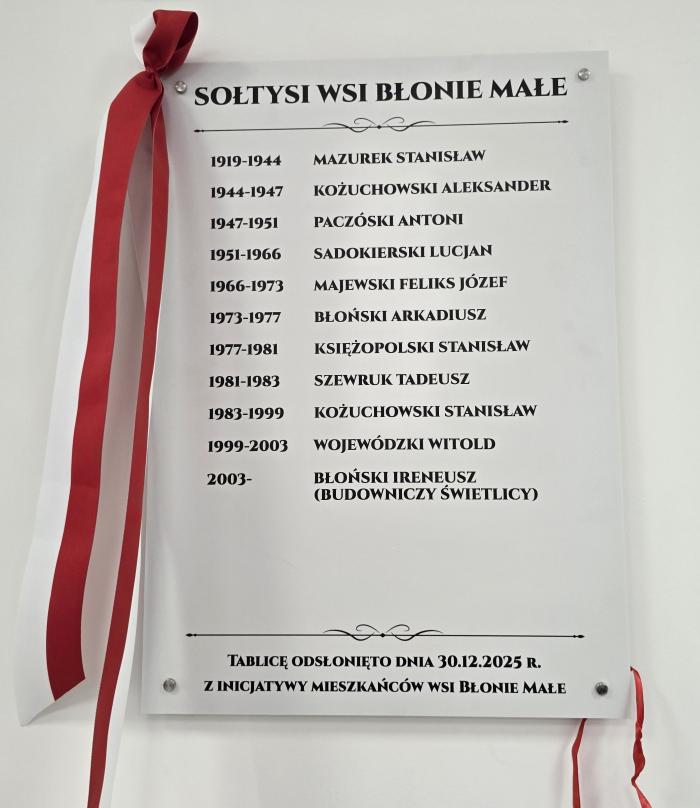 SOŁTYSI WSI BŁONIE MAŁE
1919-1944 MAZUREK STANISŁAW
1944-1947 KOŻUCHOWSKI ALEKSANDER
1947-1951 PACZÓSKI ANTONI
1951-1966 SADOKIERSKI LUCJAN
1966-1973 MAJEWSKI FELIKS JÓZEF
1973-1977 BŁOŃSKI ARKADIUSZ
1977-1981 KSIĘŻOPOLSKI STANISŁAW
1981-1983 SZEWRUK TADEUSZ
1983-1999 KOŻUCHOWSKI STANISŁAW
1999-2003 WOJEWÓDZKI WITOLD
2003- BŁOŃSKI IRENEUSZ
(BUDOWNICZY ŚWIETLICY)
TABLICĘ ODSŁONIĘTO DNIA 30.12.2025 R.
Z INICJATYWY MIESZKAŃCÓW WSI BŁONIE MAŁE